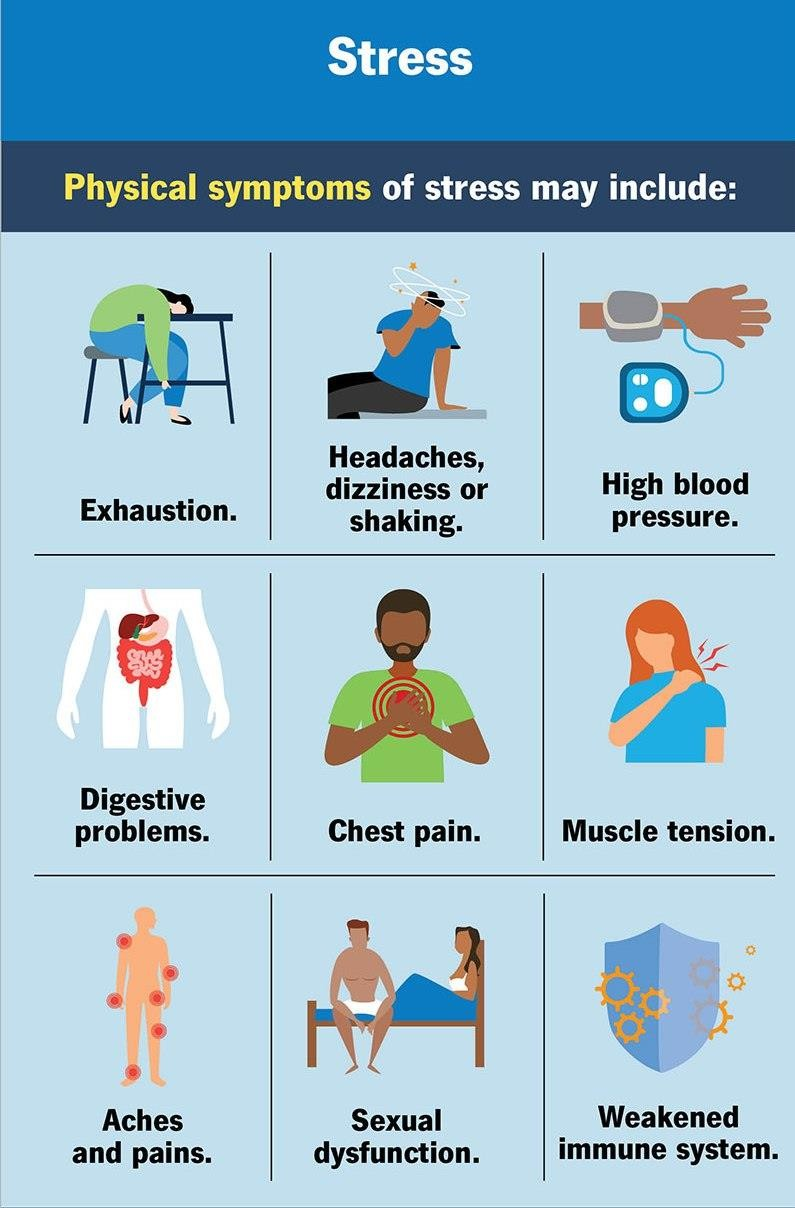 Stress
Physical symptoms of stress may include:
Exhaustion.
Headaches,
dizziness or
shaking.
High blood
pressure.
Digestive
problems.
Chest pain.
Muscle tension.
Aches
and pains.
Sexual
dysfunction.
Weakened
immune system.